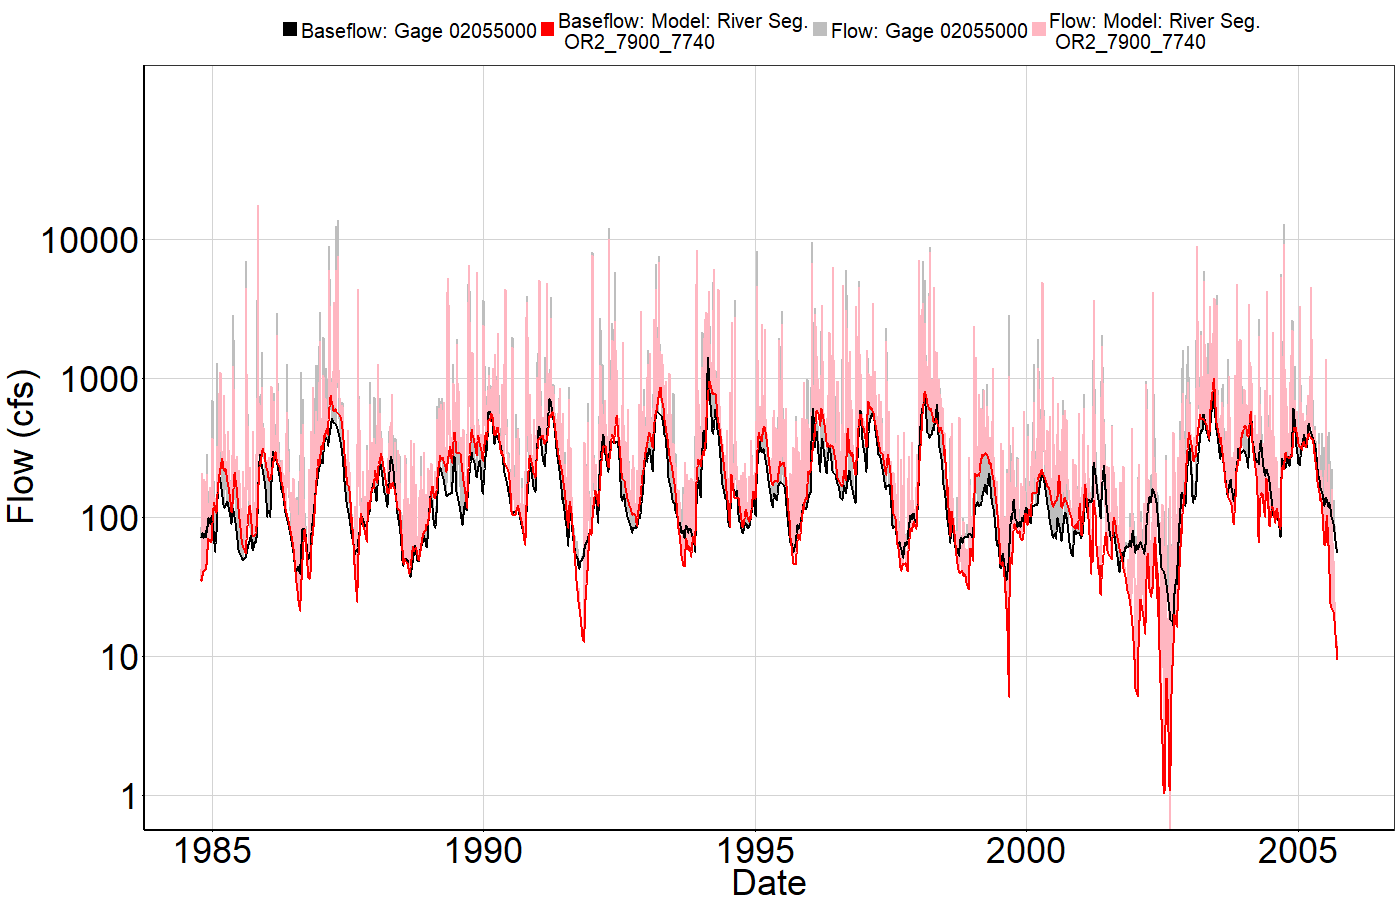 Baseflow: Gage 02055000 Baseflow: Model: River Seg. Flow: Gage 02055000 Flow: Model: River Seg.
OR2_7900_7740 OR2_7900_7740
Flow (cfs)
10000
1000
100
10
1
1985 1990 1995 2000 2005
Date